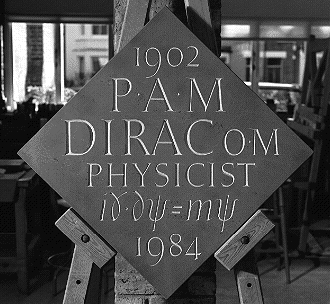 1902
P·A·M
DIRAC O·M
PHYSICIST
iγ·∂ψ=mψ
1984